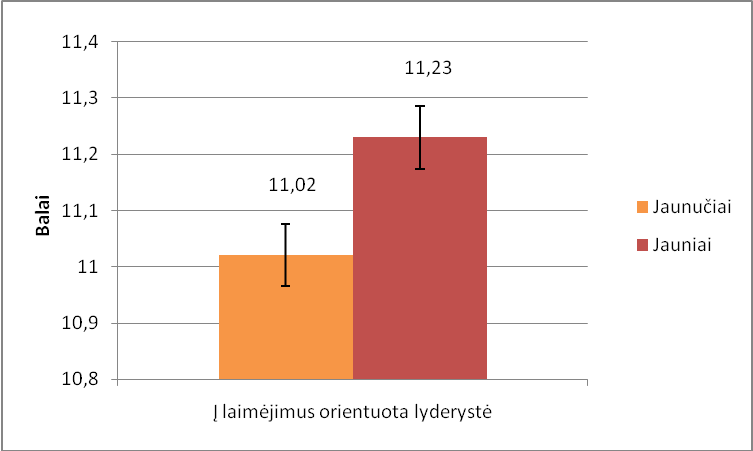 11,4
11,3
11,2
11,1
11
10,9
10,8
Balai
11,02
11,23
Į laimėjimus orientuota lyderystė
Jaunučiai
Jauniai